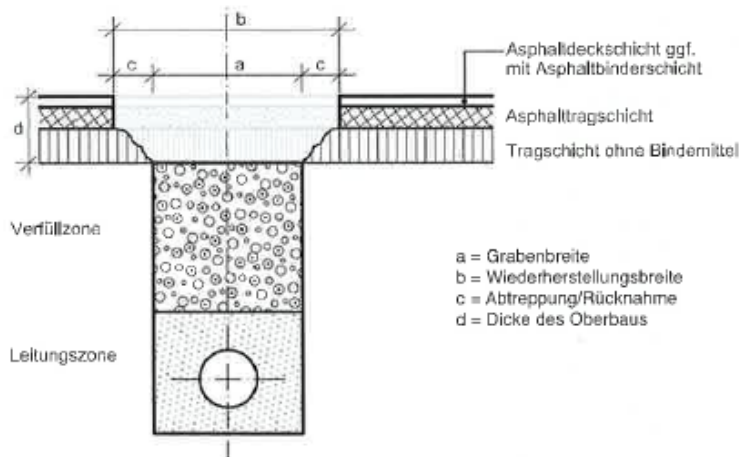 b
c
a
c
d
Asphaltdeckschicht ggf.
mit Asphaltbinderschicht
Asphalttragschicht
Tragschicht ohne Bindemittel
Verfüllzone
a = Grabenbreite
b = Wiederherstellungsbreite
c = Abtreppung/Rücknahme
d = Dicke des Oberbaus
Leitungszone